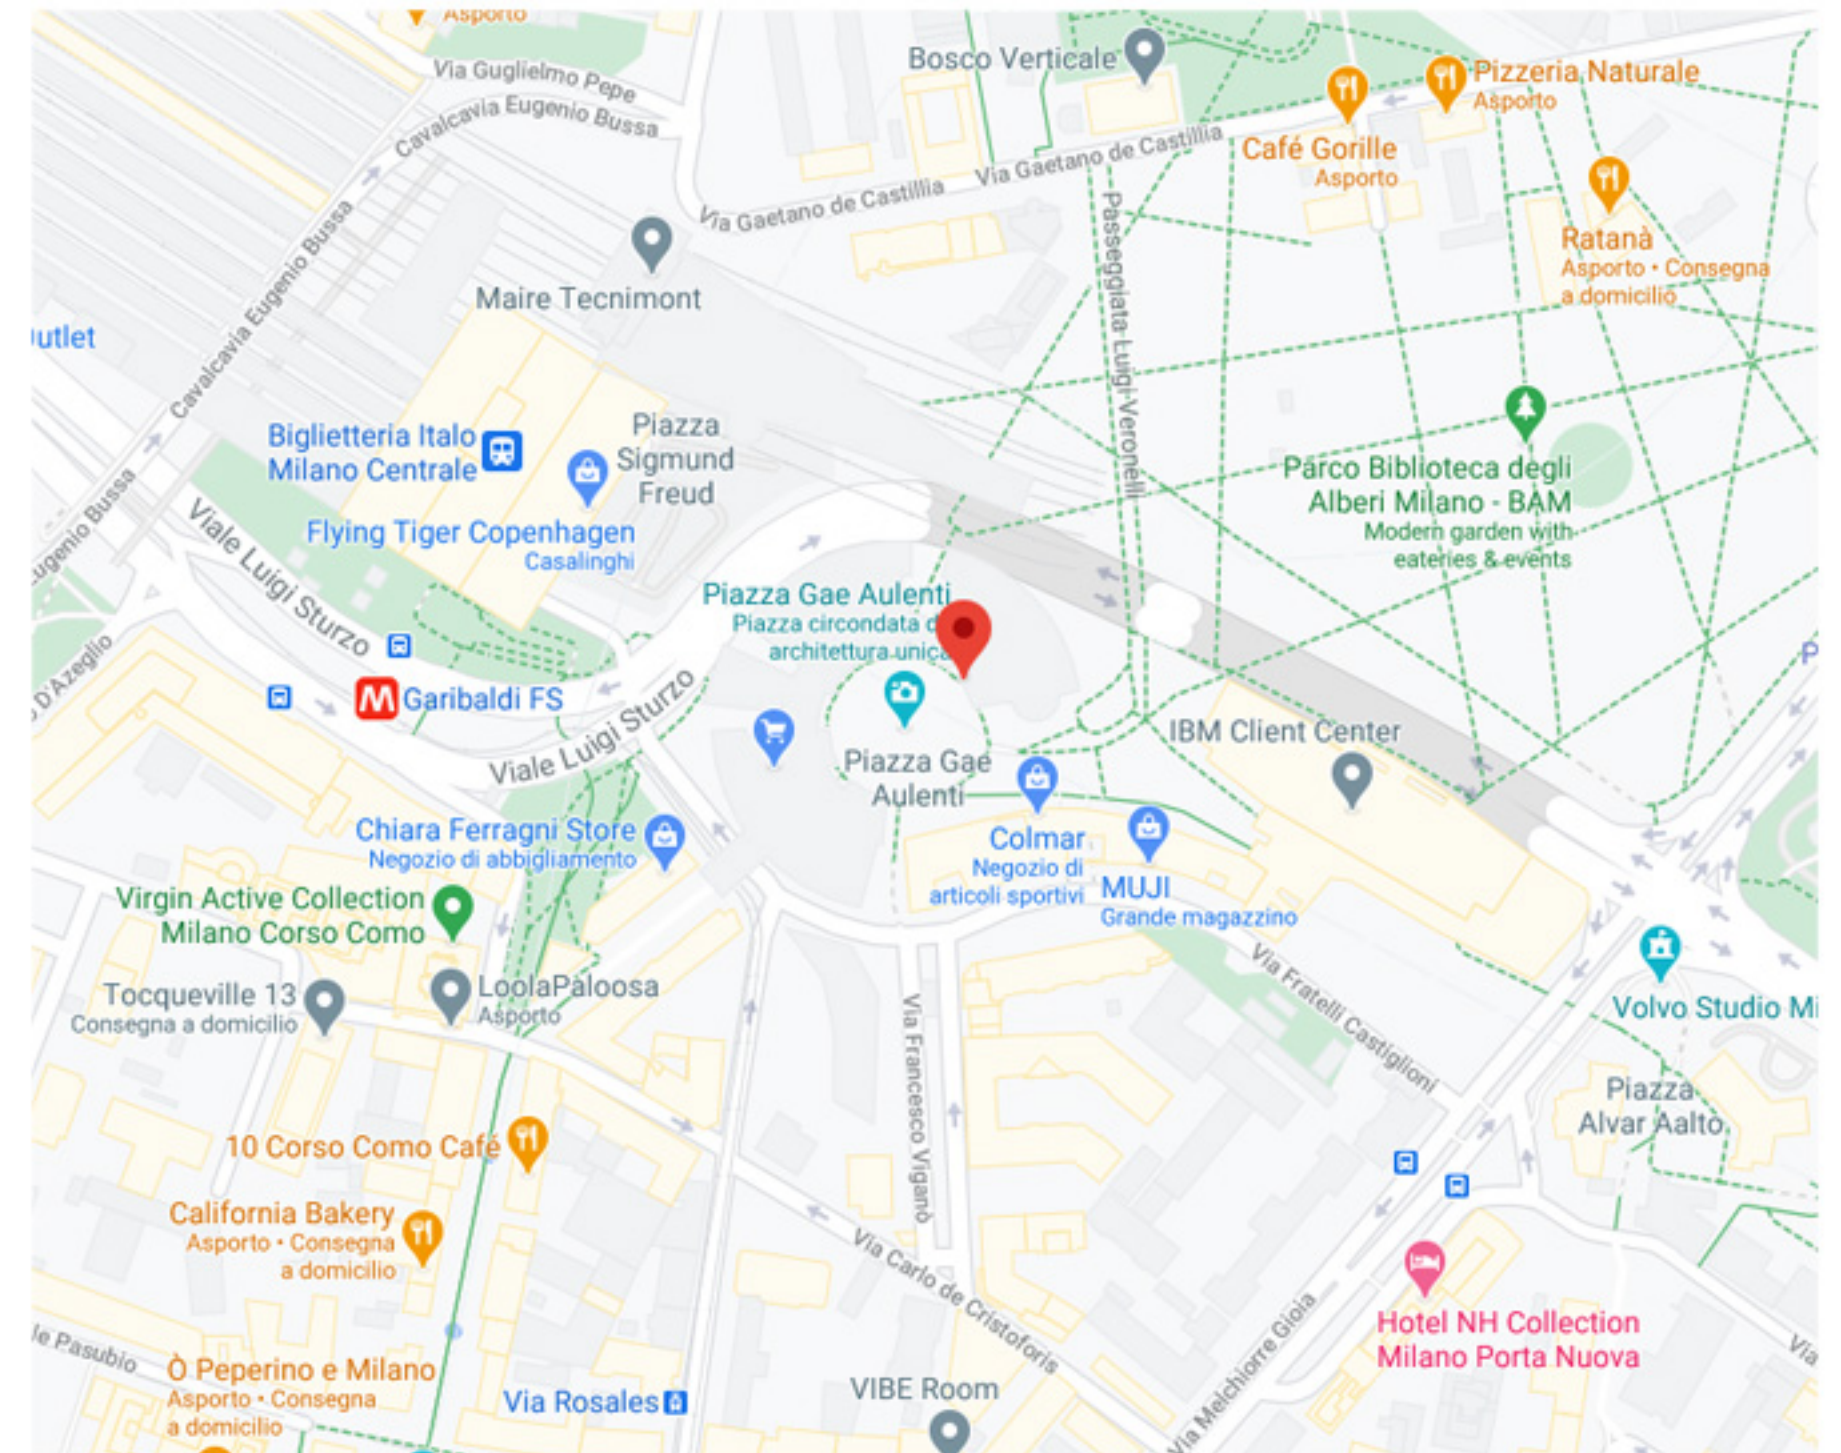 Asporto
Via Guglielmo Pepe
Cavalcavia Eugenio Bussa
Bosco Verticale
Pizzeria Naturale
Asporto
Café Gorille
Asporto
Via Gaetano de Castillia
Via Gaetano de Castillia
Ratanà
Asporto • Consegna
a domicilio
Passeggiata Luigi Veronelli
Maire Tecnimont
Cavalcavia Eugenio Bussa
utlet
Biglietteria Italo
Milano Centrale
Piazza
Sigmund
Freud
Flying Tiger Copenhagen
Casalinghi
Parco Biblioteca degli
Alberi Milano - BAM
Modern garden with
eateries & events
Eugenio Bussa
Viale Luigi Sturzo
Piazza Gae Aulenti
Piazza circondata d
architettura unica
P
D'Azeglio
M Garibaldi FS
Viale Luigi Sturzo
IBM Client Center
Piazza Gae
Aulenti
Chiara Ferragni Store
Negozio di abbigliamento
Colmar
Negozio di
articoli sportivi
MUJI
Grande magazzino
Virgin Active Collection
Milano Corso Como
Via Fratelli Castiglioni
Tocqueville 13
Consegna a domicilio
LoolaPaloosa
Asporto
Volvo Studio Mi
Via Francesco Viganò
Piazza
Alvar Aalto
10 Corso Como Café
California Bakery
Asporto • Consegna
a domicilio
Via Carlo de Cristoforis
Hotel NH Collection
Milano Porta Nuova
Via Melchiorre Gioia
Via
le Pasubio
Ò Peperino e Milano
Asporto • Consegna
a domicilio
Via Rosales
VIBE Room